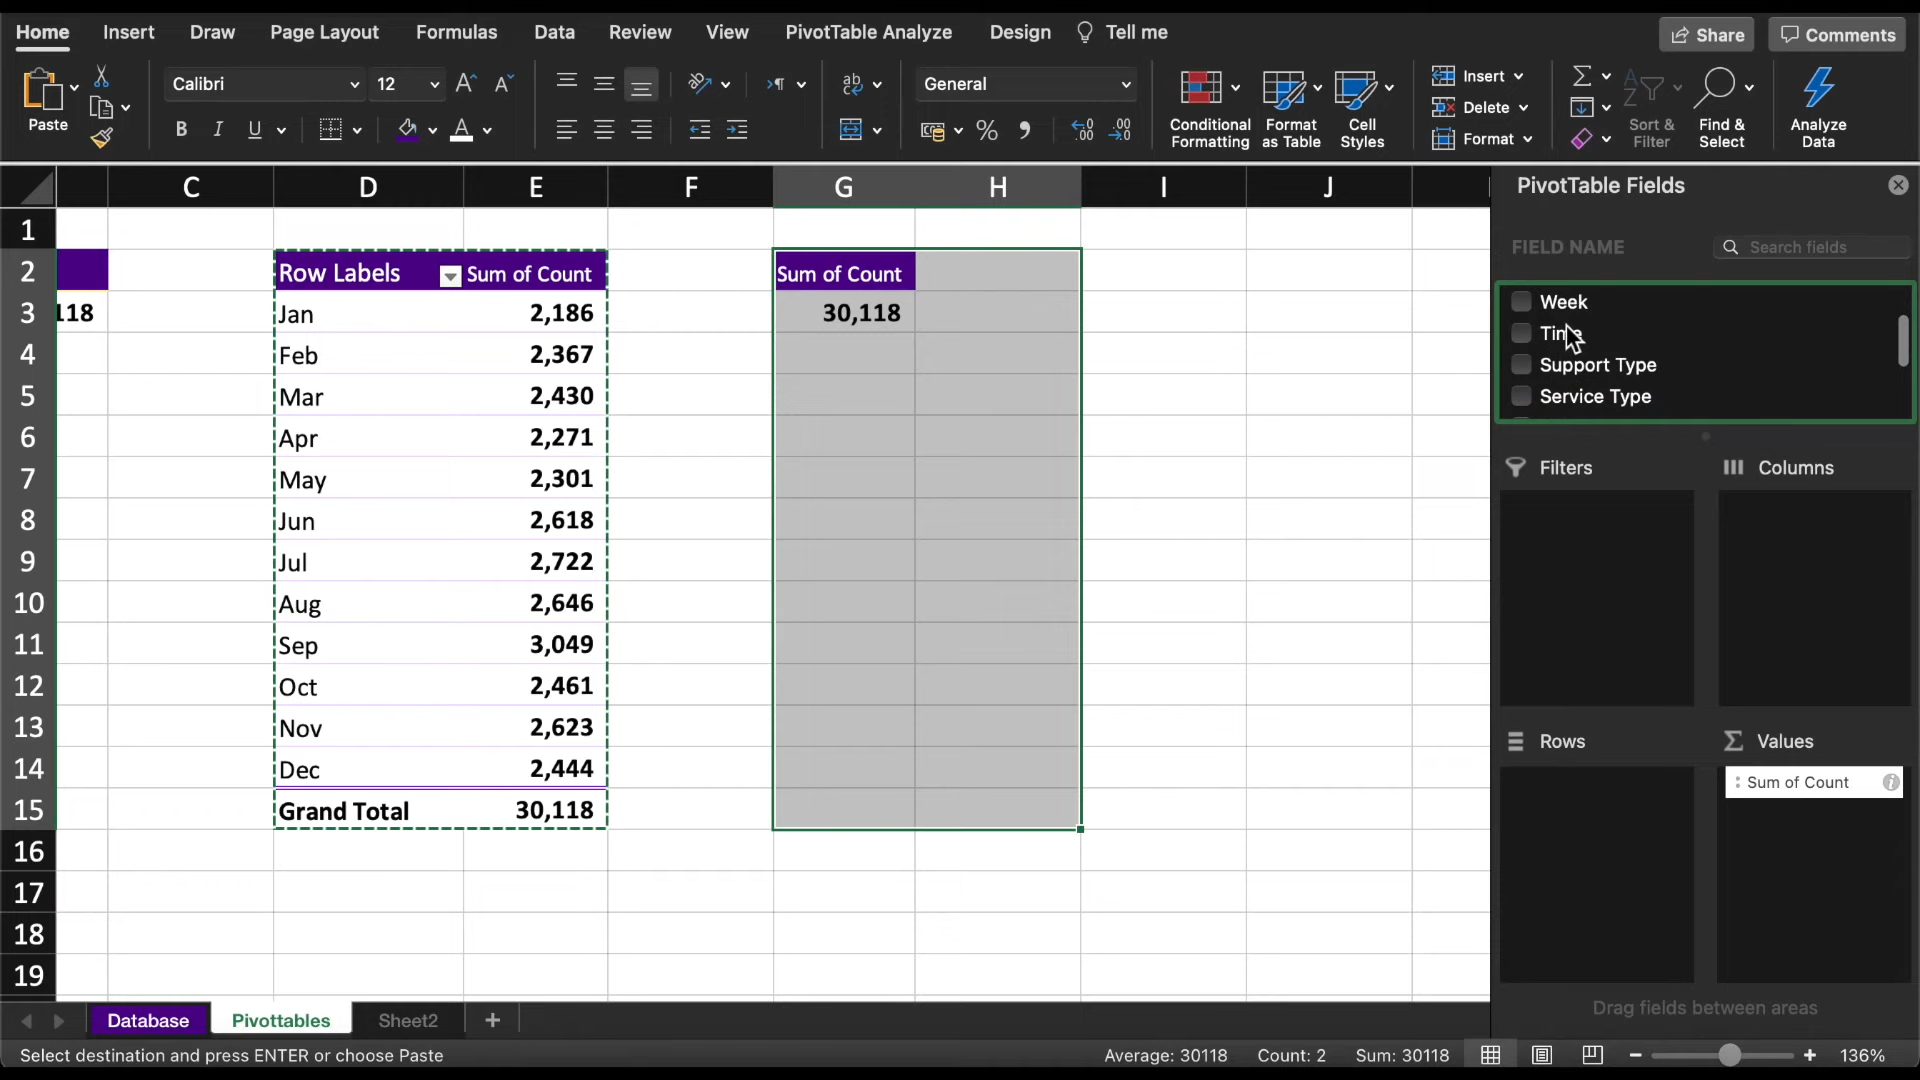 Home Insert Draw Page Layout Formulas Data Review View PivotTable Analyze Design Tell me Share Comments
Paste
Calibri 12
B I U A
ab
General
% 9
Conditional Formatting
Format as Table
Cell Styles
Insert
Delete
Format
Sort & Filter
Find & Select
Analyze Data
C D E F G H I J
1
2 Row Labels Sum of Count Sum of Count
3 118 Jan 2,186 30,118
4 Feb 2,367
5 Mar 2,430
6 Apr 2,271
7 May 2,301
8 Jun 2,618
9 Jul 2,722
10 Aug 2,646
11 Sep 3,049
12 Oct 2,461
13 Nov 2,623
14 Dec 2,444
15 Grand Total 30,118
16
17
18
19
PivotTable Fields
FIELD NAME Search fields
Week
Time
Support Type
Service Type
Filters Columns
Rows Values
Sum of Count
Drag fields between areas
Database Pivottables Sheet2 +
Select destination and press ENTER or choose Paste Average: 30118 Count: 2 Sum: 30118 136%